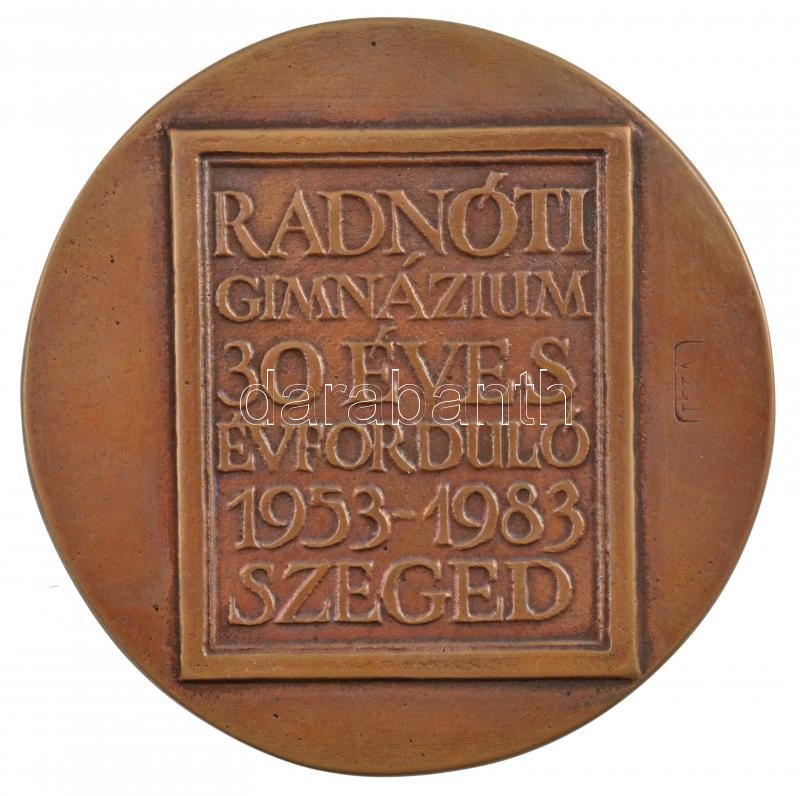 RADNÓTI
GIMNÁZIUM
30 ÉVES
darabanth
ÉVFORDULÓ
1953-1983
SZEGED